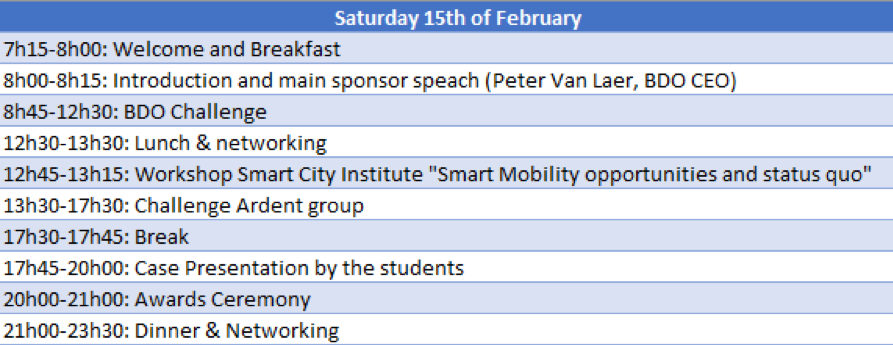 Saturday 15th of February
7h15-8h00: Welcome and Breakfast
8h00-8h15: Introduction and main sponsor speach (Peter Van Laer, BDO CEO)
8h45-12h30: BDO Challenge
12h30-13h30: Lunch & networking
12h45-13h15: Workshop Smart City Institute "Smart Mobility opportunities and status quo"
13h30-17h30: Challenge Ardent group
17h30-17h45: Break
17h45-20h00: Case Presentation by the students
20h00-21h00: Awards Ceremony
21h00-23h30: Dinner & Networking